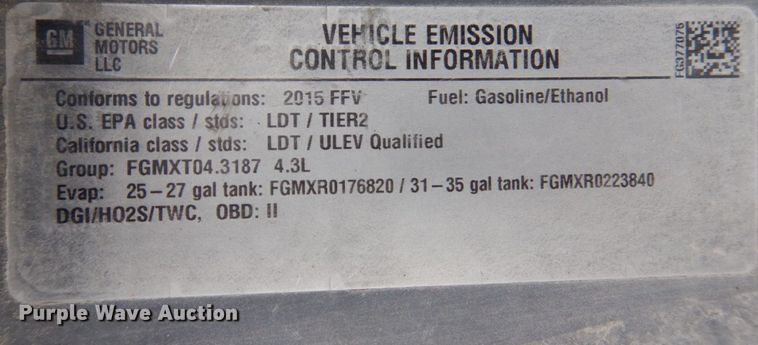 GM
GENERAL
MOTORS
LLC
VEHICLE EMISSION
CONTROL INFORMATION
FG377076
Conforms to regulations: 2015 FFV Fuel: Gasoline/Ethanol
U.S. EPA class / stds: LDT / TIER2
California class / stds: LDT / ULEV Qualified
Group: FGMXT04.3187 4.3L
Evap: 25-27 gal tank: FGMXR0176820 / 31-35 gal tank: FGMXR0223840
DGI/HO2S/TWC, OBD: II
Purple Wave Auction